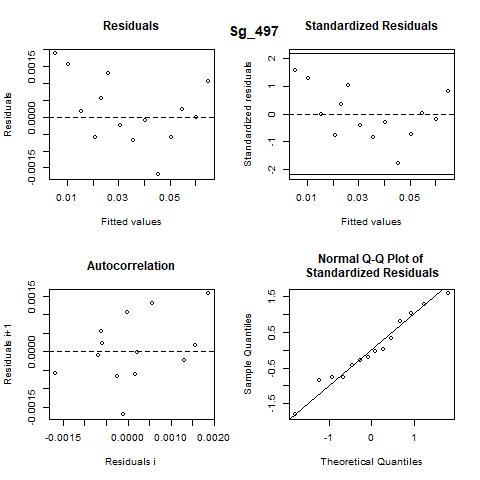 Sg_497
Residuals
Residuals
-0.0015 0.0000 0.0015
0.01 0.03 0.05
Fitted values
Standardized Residuals
Standardized residuals
-2 -1 0 1 2
0.01 0.03 0.05
Fitted values
Autocorrelation
Residuals i+1
-0.0015 0.0000 0.0015
-0.0015 0.0000 0.0010 0.0020
Residuals i
Normal Q-Q Plot of
Standardized Residuals
Sample Quantiles
-1.5 -0.5 0.5 1.5
-1 0 1
Theoretical Quantiles